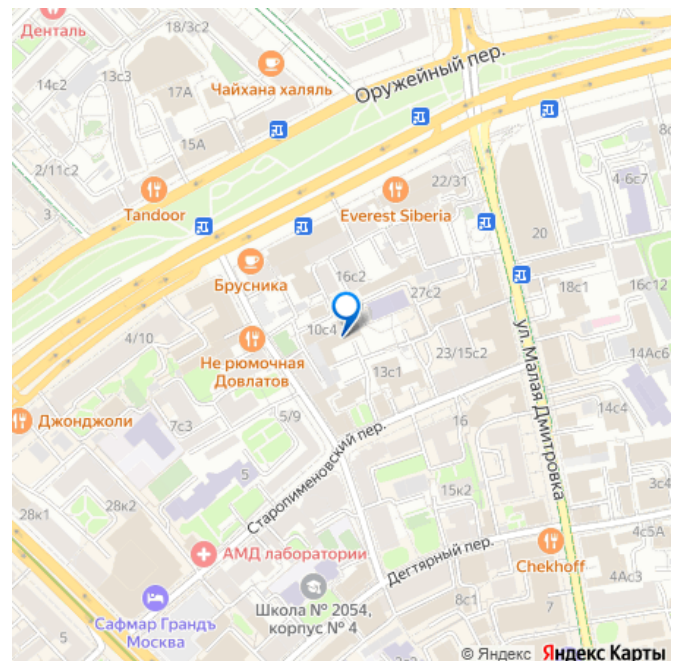 Денталь
18/3с2
14с2
13с3
17А
Чайхана халяль
Оружейный пер.
15А
2/11с2
3
Tandoor
Everest Siberia
22/31
4-6с7
20
Брусника
16с2
27с2
18с1
16с12
4/10
10с4
Не рюмочная
Довлатов
13с1
23/15с2
ул. Малая Дмитровка
14Ас6
Джонджоли
7с3
5/9
16
14с4
Старопименовский пер.
5
28к1
28к2
15к2
3с4
АМД лаборатории
Дегтярный пер.
4с5А
Chekhoff
Сафмар Грандъ
Москва
Школа № 2054,
корпус № 4
8с1
7
4Ас3
5
© Яндекс Яндекс Карты